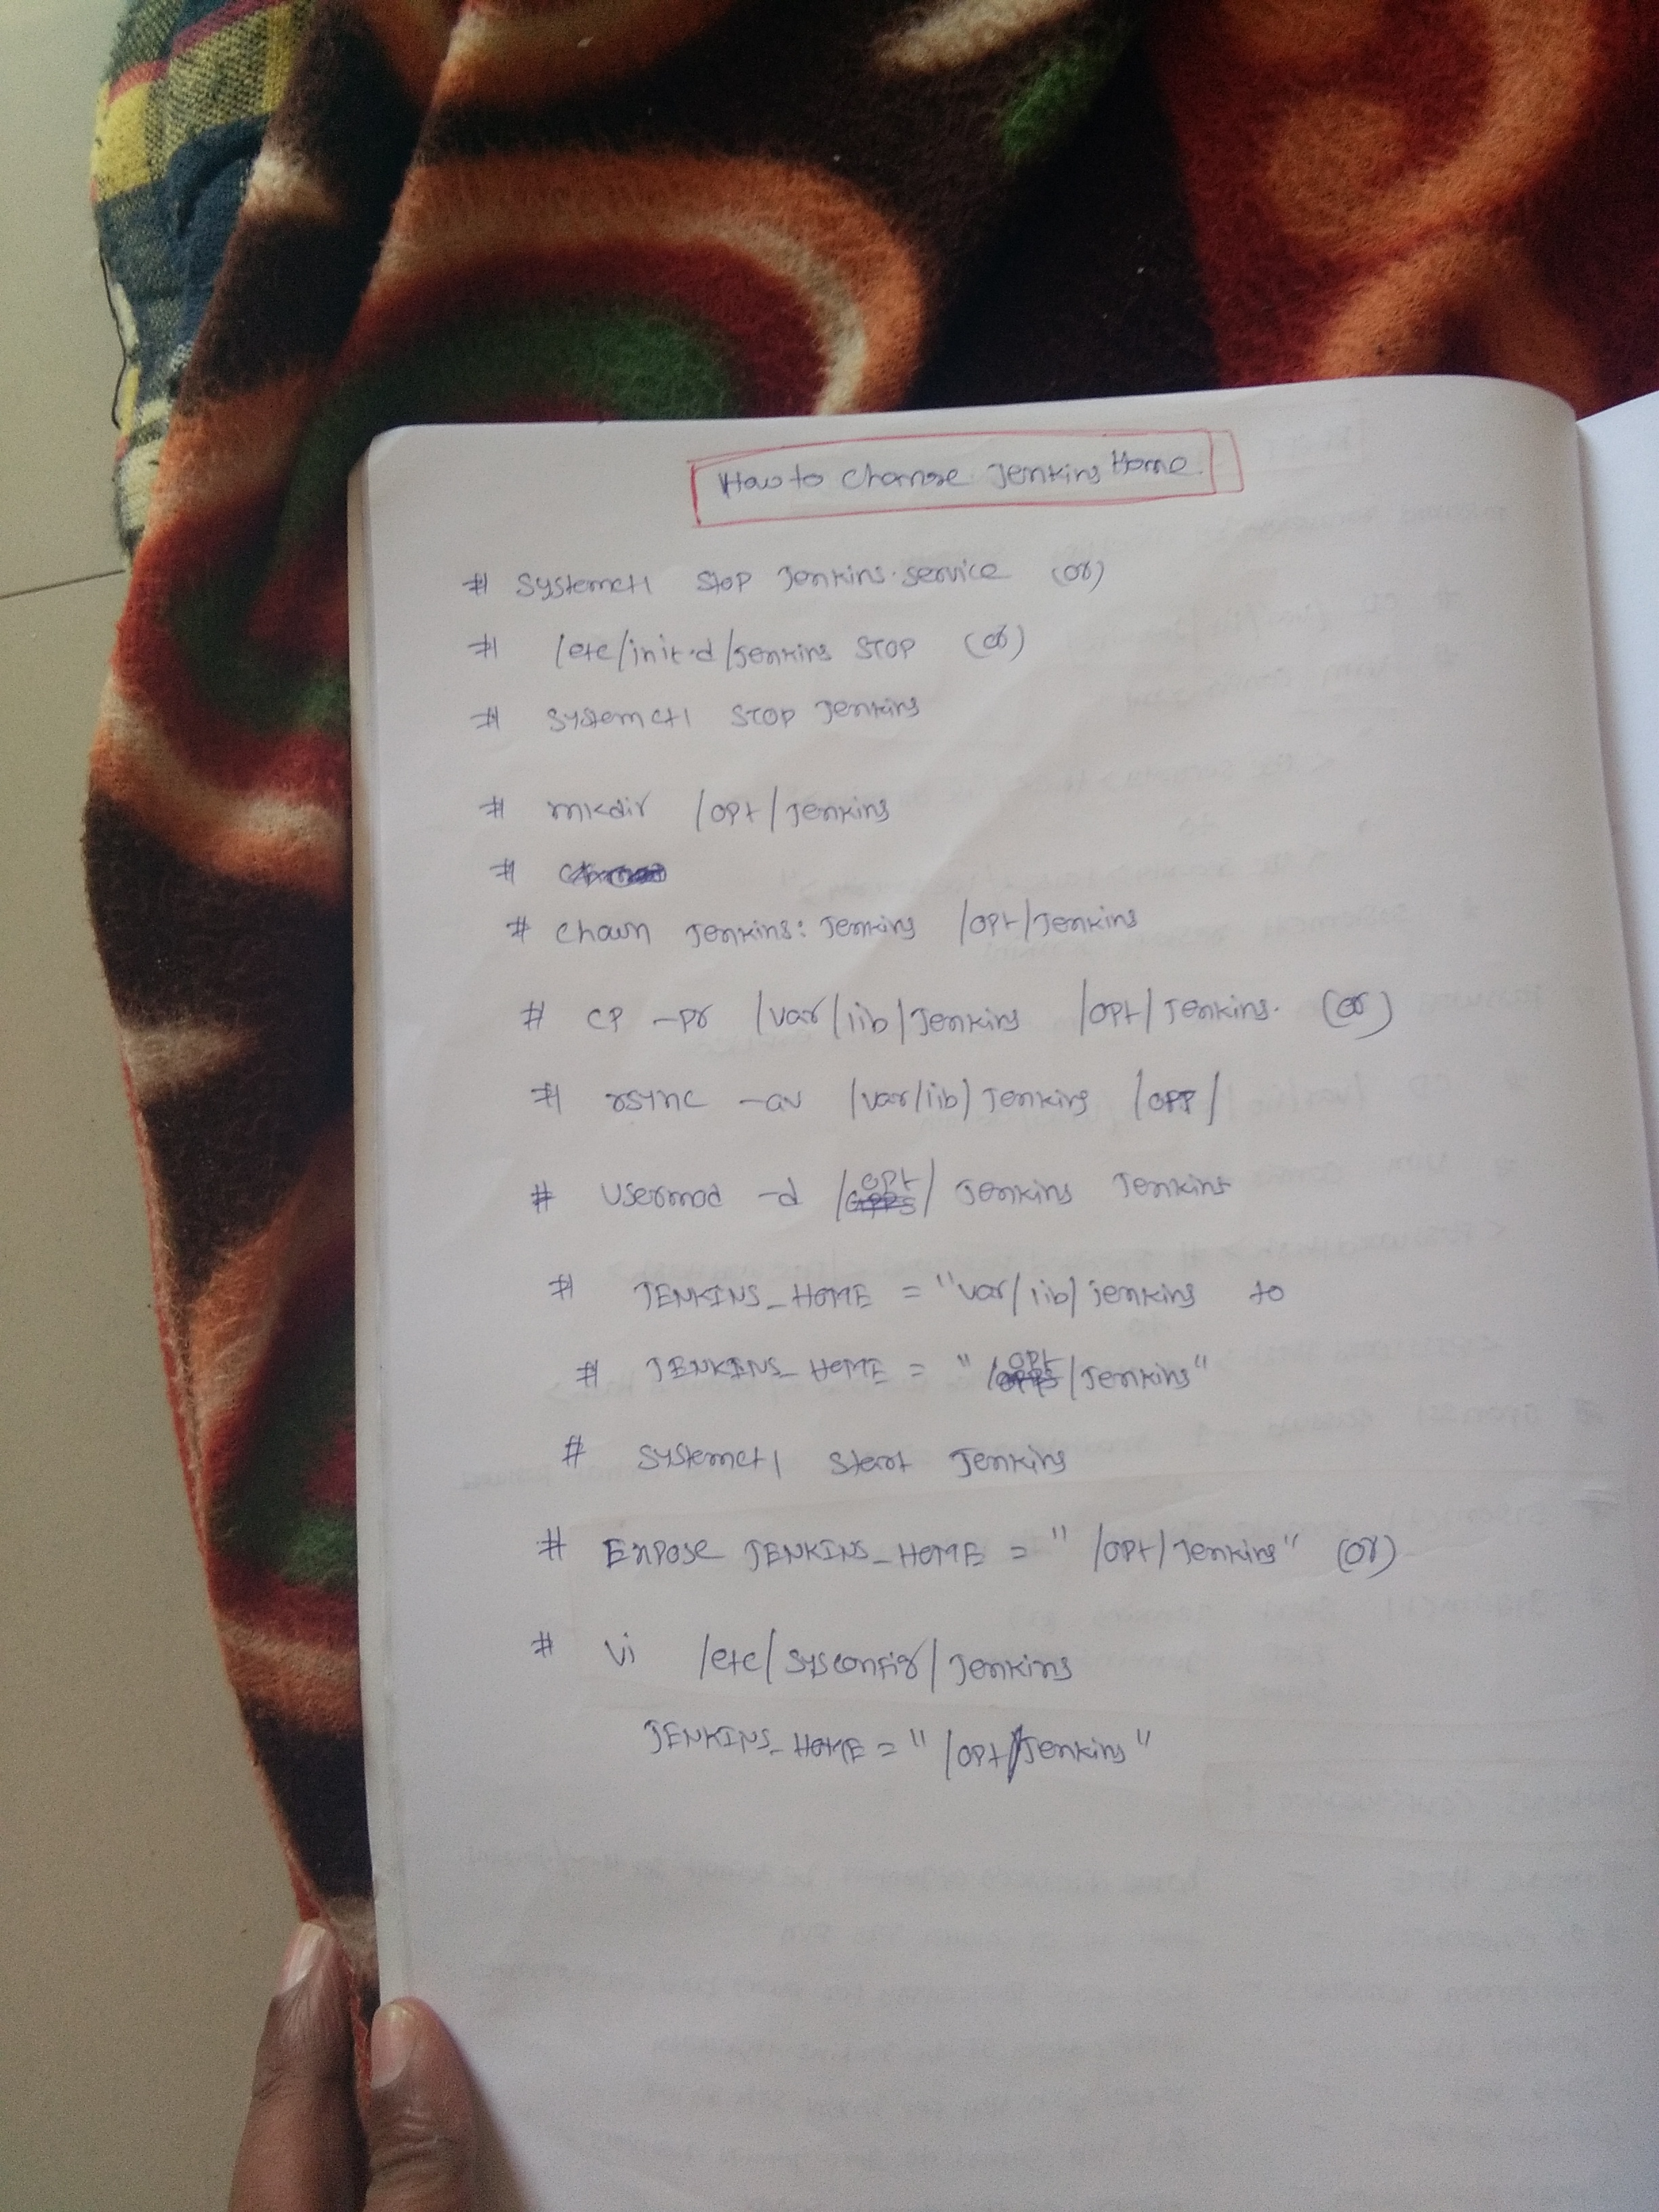 How to change Jenkins Home.
# systemctl stop Jenkins.service (or)
# /etc/init.d/Jenkins STOP (or)
# systemctl STOP Jenkins
# mkdir /opt/Jenkins
#
# chown Jenkins: Jenkins /opt/Jenkins
# cp -pr /var/lib/Jenkins /opt/Jenkins. (or)
# rsync -av /var/lib/Jenkins /opp/
# usermod -d /opt/ Jenkins Jenkins
# JENKINS_HOME = "var/lib/jenkins to
# JENKINS_HOME = "/opt/Jenkins"
# systemctl start Jenkins
# Expose JENKINS_HOME = "/opt/Jenkins" (or)
# vi /etc/sysconfig/Jenkins
JENKINS_HOME = "/opt/Jenkins"